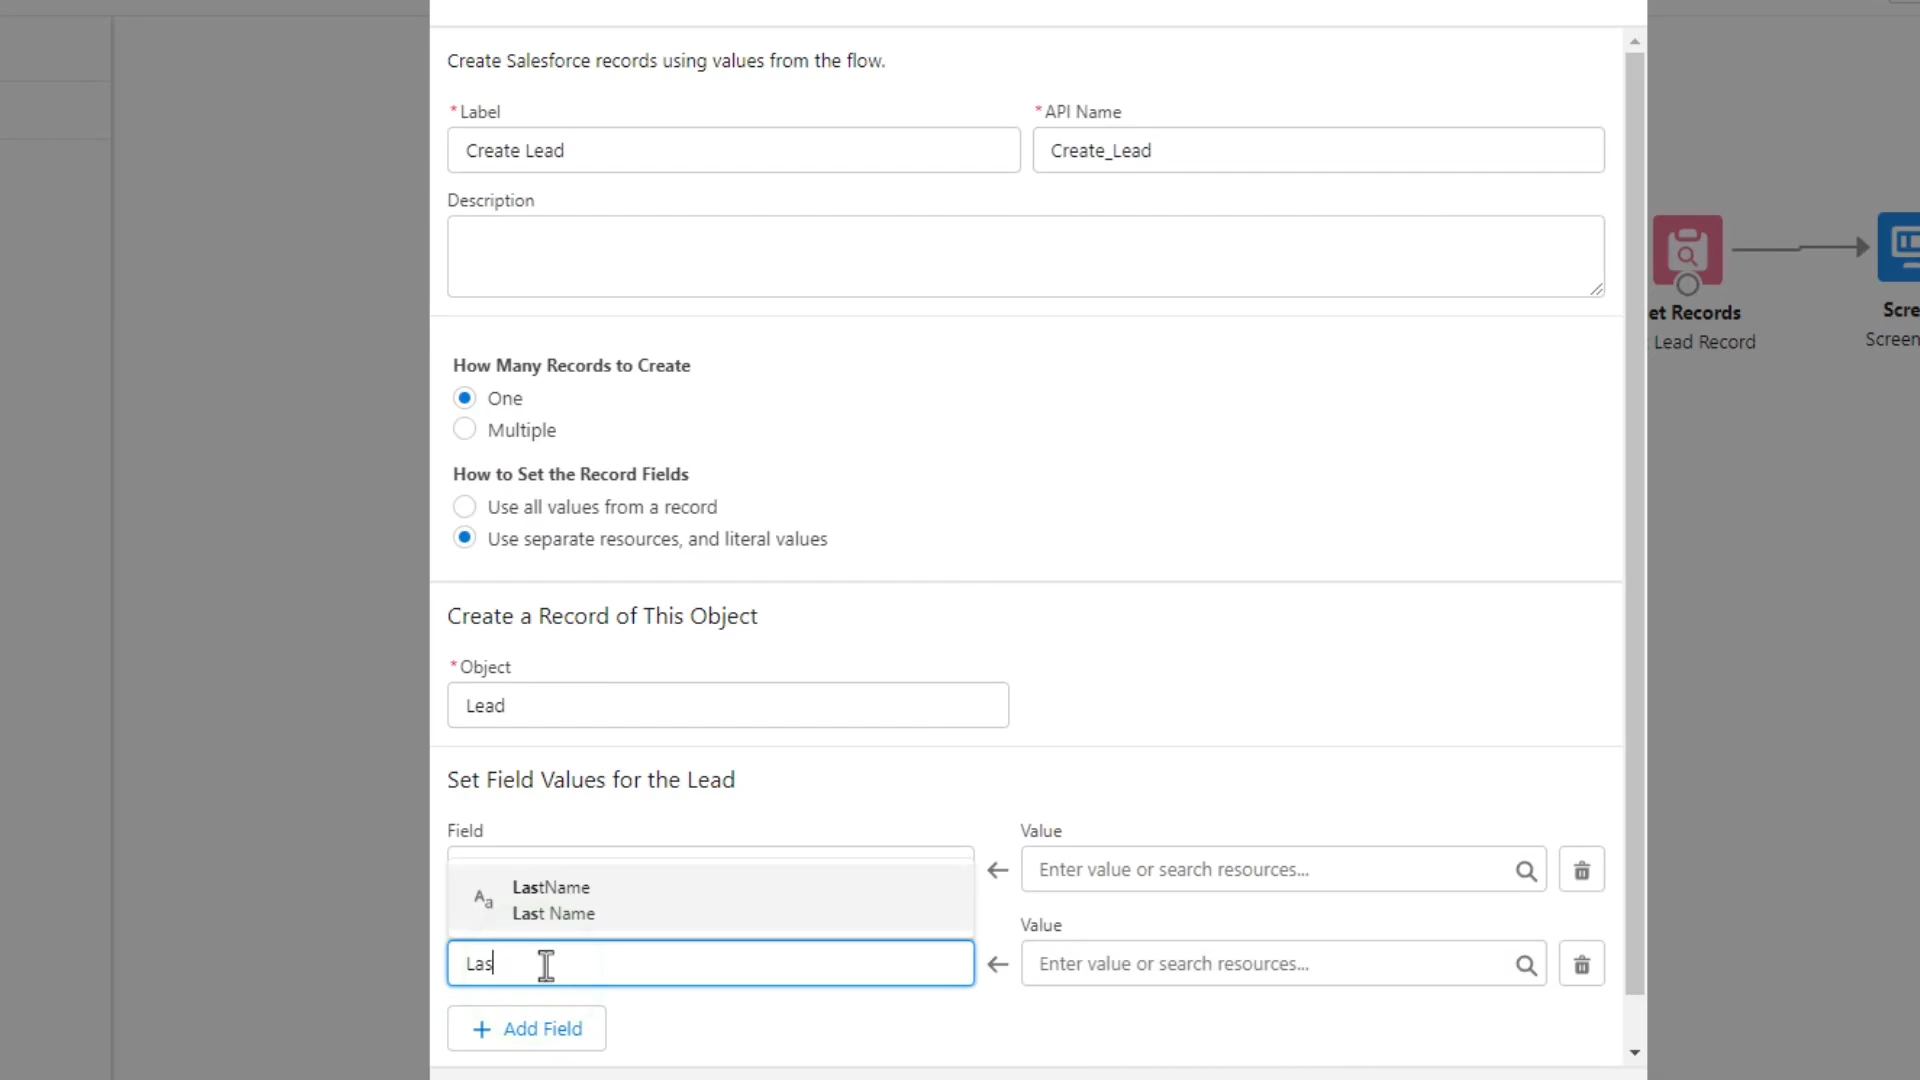 Create Salesforce records using values from the flow.
* Label
* API Name
Create Lead
Create_Lead
Description
How Many Records to Create
One
Multiple
How to Set the Record Fields
Use all values from a record
Use separate resources, and literal values
Create a Record of This Object
* Object
Lead
Set Field Values for the Lead
Field
Value
LastName
Last Name
Enter value or search resources...
Value
Las
Enter value or search resources...
+ Add Field
et Records
Lead Record
Scre
Screen